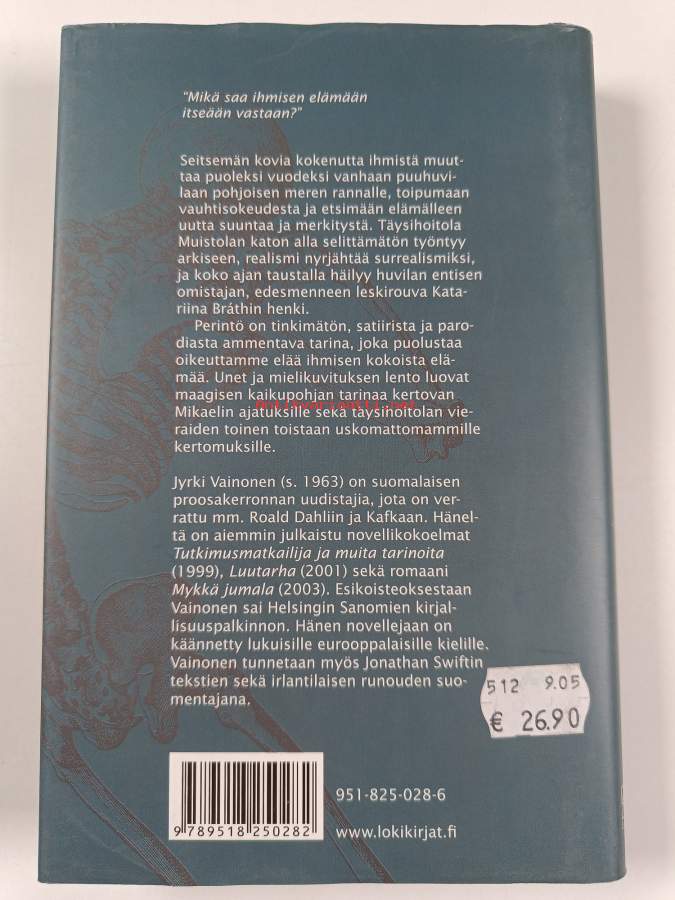 "Mikä saa ihmisen elämään
itseään vastaan?"
Seitsemän kovia kokenutta ihmistä muut-
taa puoleksi vuodeksi vanhaan puuhuvi-
laan pohjoisen meren rannalle, toipumaan
vauhtisokeudesta ja etsimään elämälleen
uutta suuntaa ja merkitystä. Täysihoitola
Muistolan katon alla selittämätön työntyy
arkiseen, realismi nyrjähtää surrealismiksi,
ja koko ajan taustalla häilyy huvilan entisen
omistajan, edesmenneen leskirouva Kata-
riina Bráthin henki.
Perintö on tinkimätön, satiirista ja paro-
diasta ammentava tarina, joka puolustaa
oikeuttamme elää ihmisen kokoista elä-
mää. Unet ja mielikuvituksen lento luovat
maagisen kaikupohjan tarinaa kertovan
Antikvariaatti.net
Mikaelin ajatuksille sekä täysihoitolan vie-
raiden toinen toistaan uskomattomammille
kertomuksille.
Jyrki Vainonen (s. 1963) on suomalaisen
proosakerronnan uudistajia, jota on ver-
rattu mm. Roald Dahliin ja Kafkaan. Hänel-
tä on aiemmin julkaistu novellikokoelmat
Tutkimusmatkailija ja muita tarinoita
(1999), Luutarha (2001) sekä romaani
Mykkä jumala (2003). Esikoisteoksestaan
Vainonen sai Helsingin Sanomien kirjal-
lisuuspalkinnon. Hänen novellejaan on
käännetty lukuisille eurooppalaisille kielille.
Vainonen tunnetaan myös Jonathan Swiftin
tekstien sekä irlantilaisen runouden suo-
mentajana.
512 9.05
€ 26.90
951-825-028-6
9 789518 250282
www.lokikirjat.fi